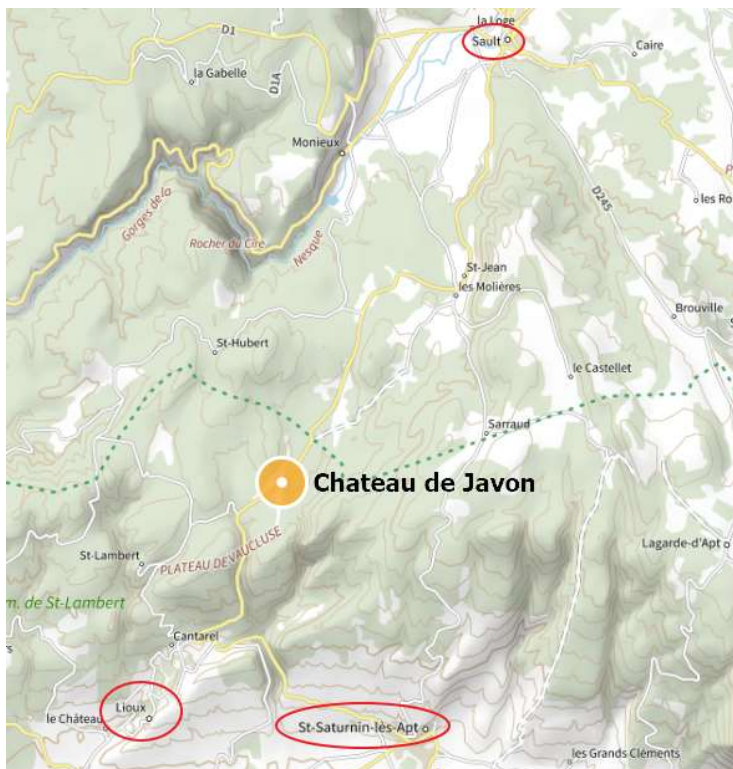 la Loge
D1
Sault
Caire
la Gabelle
D1A
Monieux
D245
les Ro
Gorges de la
Rocher du Cire
Nesque
St-Jean
les Molières
Brouville
St-Hubert
le Castellet
Sarraud
Chateau de Javon
PLATEAU DE VAUCLUSE
St-Lambert
Lagarde-d'Apt
m. de St-Lambert
Cantarel
Lioux
le Château
St-Saturnin-lès-Apt
les Grands Cléments